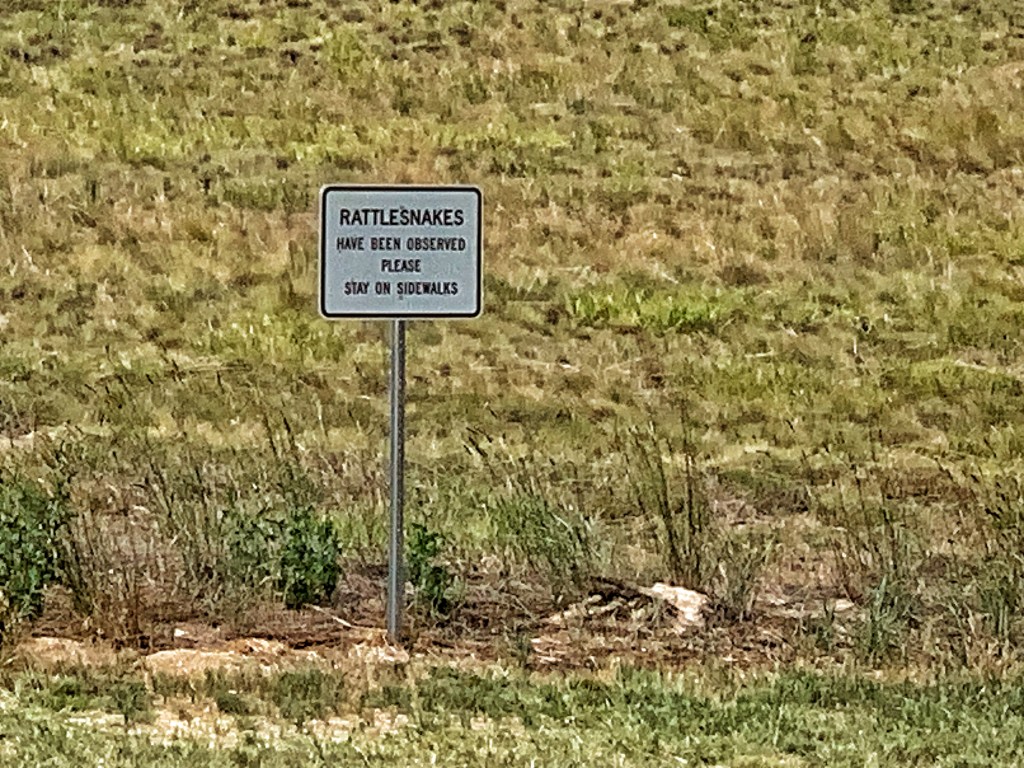 RATTLESNAKES
HAVE BEEN OBSERVED
PLEASE
STAY ON SIDEWALKS